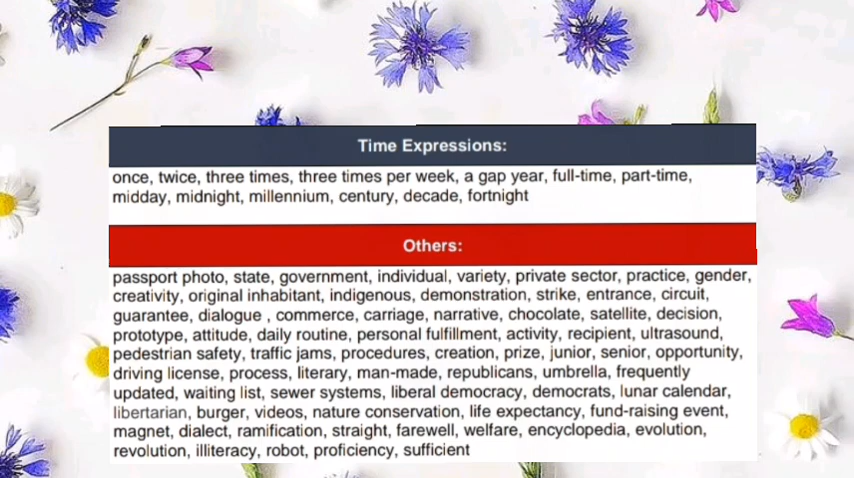 Time Expressions:
once, twice, three times, three times per week, a gap year, full-time, part-time,
midday, midnight, millennium, century, decade, fortnight
Others:
passport photo, state, government, individual, variety, private sector, practice, gender,
creativity, original inhabitant, indigenous, demonstration, strike, entrance, circuit,
guarantee, dialogue , commerce, carriage, narrative, chocolate, satellite, decision,
prototype, attitude, daily routine, personal fulfillment, activity, recipient, ultrasound,
pedestrian safety, traffic jams, procedures, creation, prize, junior, senior, opportunity,
driving license, process, literary, man-made, republicans, umbrella, frequently
updated, waiting list, sewer systems, liberal democracy, democrats, lunar calendar,
libertarian, burger, videos, nature conservation, life expectancy, fund-raising event,
magnet, dialect, ramification, straight, farewell, welfare, encyclopedia, evolution,
revolution, illiteracy, robot, proficiency, sufficient